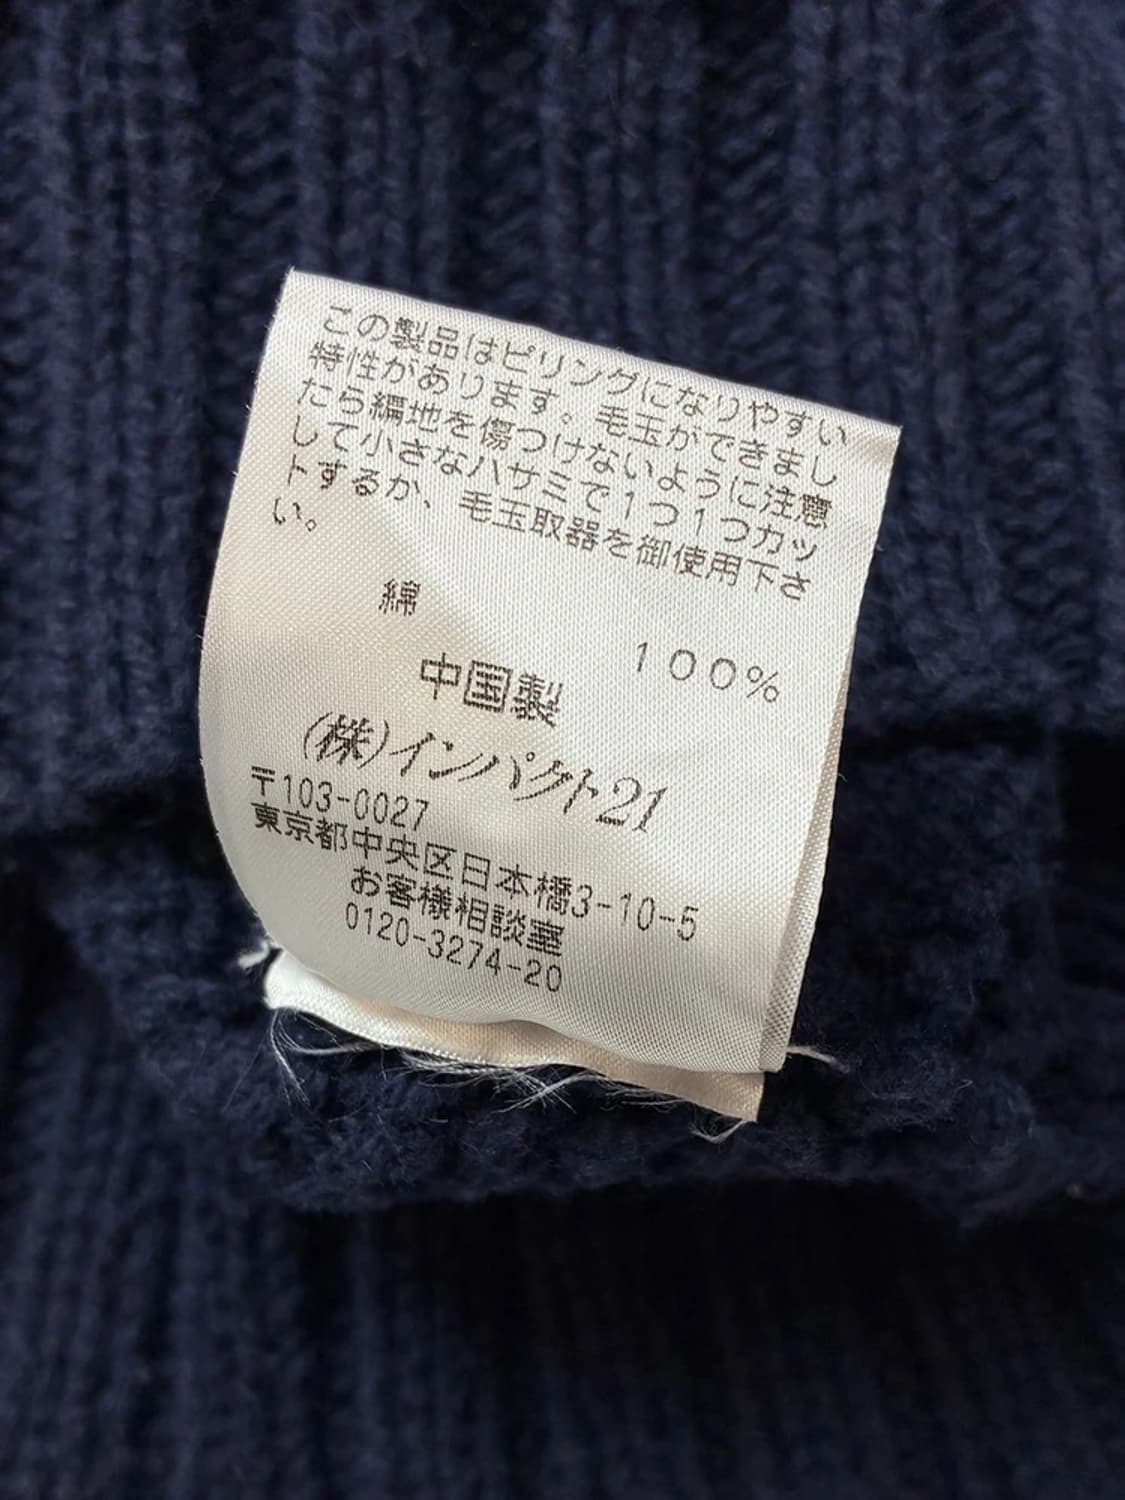 この製品はピリングになりやすい
特性があります。毛玉ができまし
たら編地を傷つけないように注意
して小さなハサミで1つ1つカッ
トするか、毛玉取器を御使用下さ
い。
綿 100%
中国製
(株)インパクト21
〒103-0027
東京都中央区日本橋3-10-5
お客様相談室
0120-3274-20